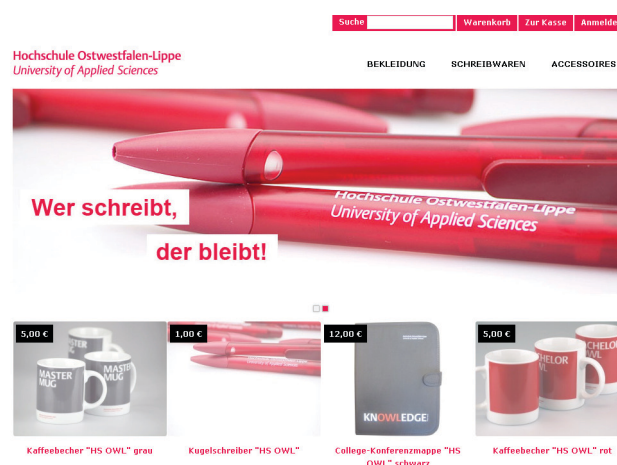 Suche Warenkorb Zur Kasse Anmelde
Hochschule Ostwestfalen-Lippe
University of Applied Sciences
BEKLEIDUNG SCHREIBWAREN ACCESSOIRES
Hochschule Ostwestfalen-Lippe
University of Applied Sciences
Wer schreibt,
der bleibt!
5,00 € 1,00 € 12,00 € 5,00 €
MASTER
MUG
MASTER
MUG
KNOWLEDGE
CHELOR
OWL
Kaffeebecher "HS OWL" grau
Kugelschreiber "HS OWL"
College-Konferenzmappe "HS
OWL" schwarz
Kaffeebecher "HS OWL" rot